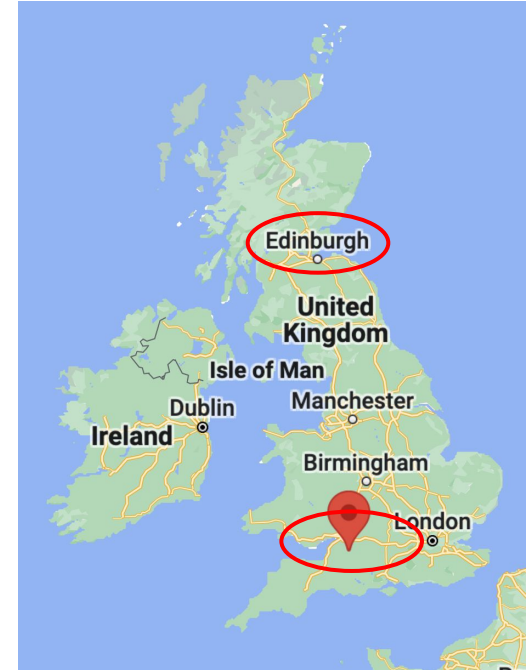 Edinburgh
United
Kingdom
Isle of Man
Dublin
Manchester
Ireland
Birmingham
London